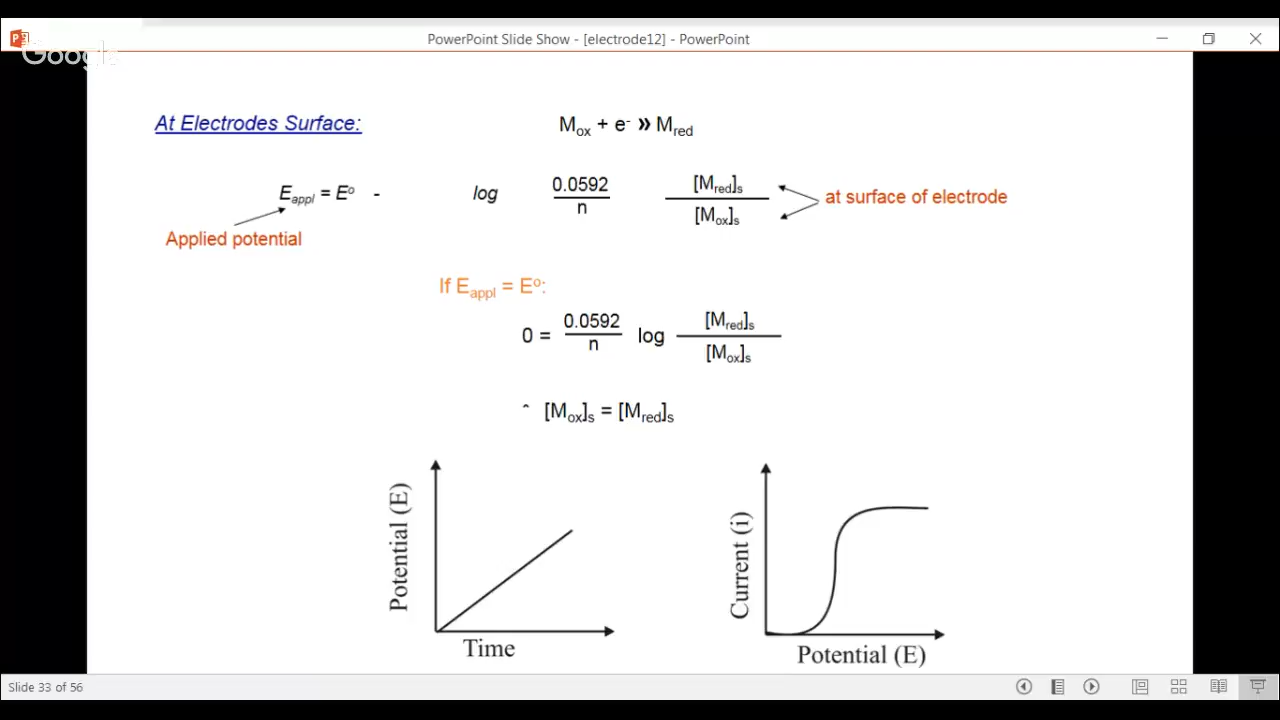 PowerPoint Slide Show - [electrode12] - PowerPoint
Google
At Electrodes Surface:
Mox + e- » Mred
Eappl = Eo - log 0.0592 / n [Mred]s / [Mox]s
at surface of electrode
Applied potential
If Eappl = Eo:
0 = 0.0592 / n log [Mred]s / [Mox]s
ˆ [Mox]s = [Mred]s
Potential (E)
Time
Current (i)
Potential (E)
Slide 33 of 56